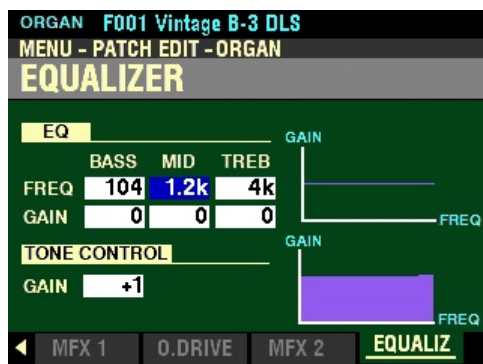 ORGAN F001 Vintage B-3 DLS
MENU - PATCH EDIT - ORGAN
EQUALIZER
EQ
GAIN
BASS MID TREB
FREQ 104 1.2k 4k
GAIN 0 0 0
FREQ
TONE CONTROL
GAIN
GAIN +1
FREQ
MFX 1 O.DRIVE MFX 2 EQUALIZ